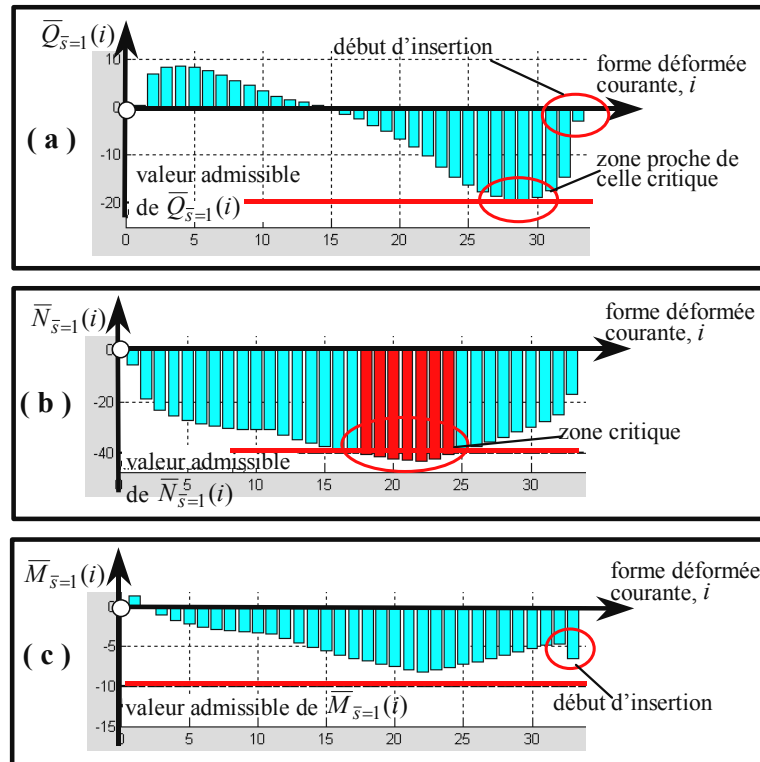 Q̅s̅=1(i)
début d'insertion
forme déformée
courante, i
10
0
( a )
-10
valeur admissible
de Q̅s̅=1(i)
zone proche de
celle critique
-20
0 5 10 15 20 25 30
N̅s̅=1(i)
forme déformée
courante, i
0
( b )
-20
zone critique
-40
valeur admissible
de N̅s̅=1(i)
0 5 10 15 20 25 30
M̅s̅=1(i)
forme déformée
courante, i
0
( c )
-5
-10
début d'insertion
valeur admissible de M̅s̅=1(i)
-15
0 5 10 15 20 25 30